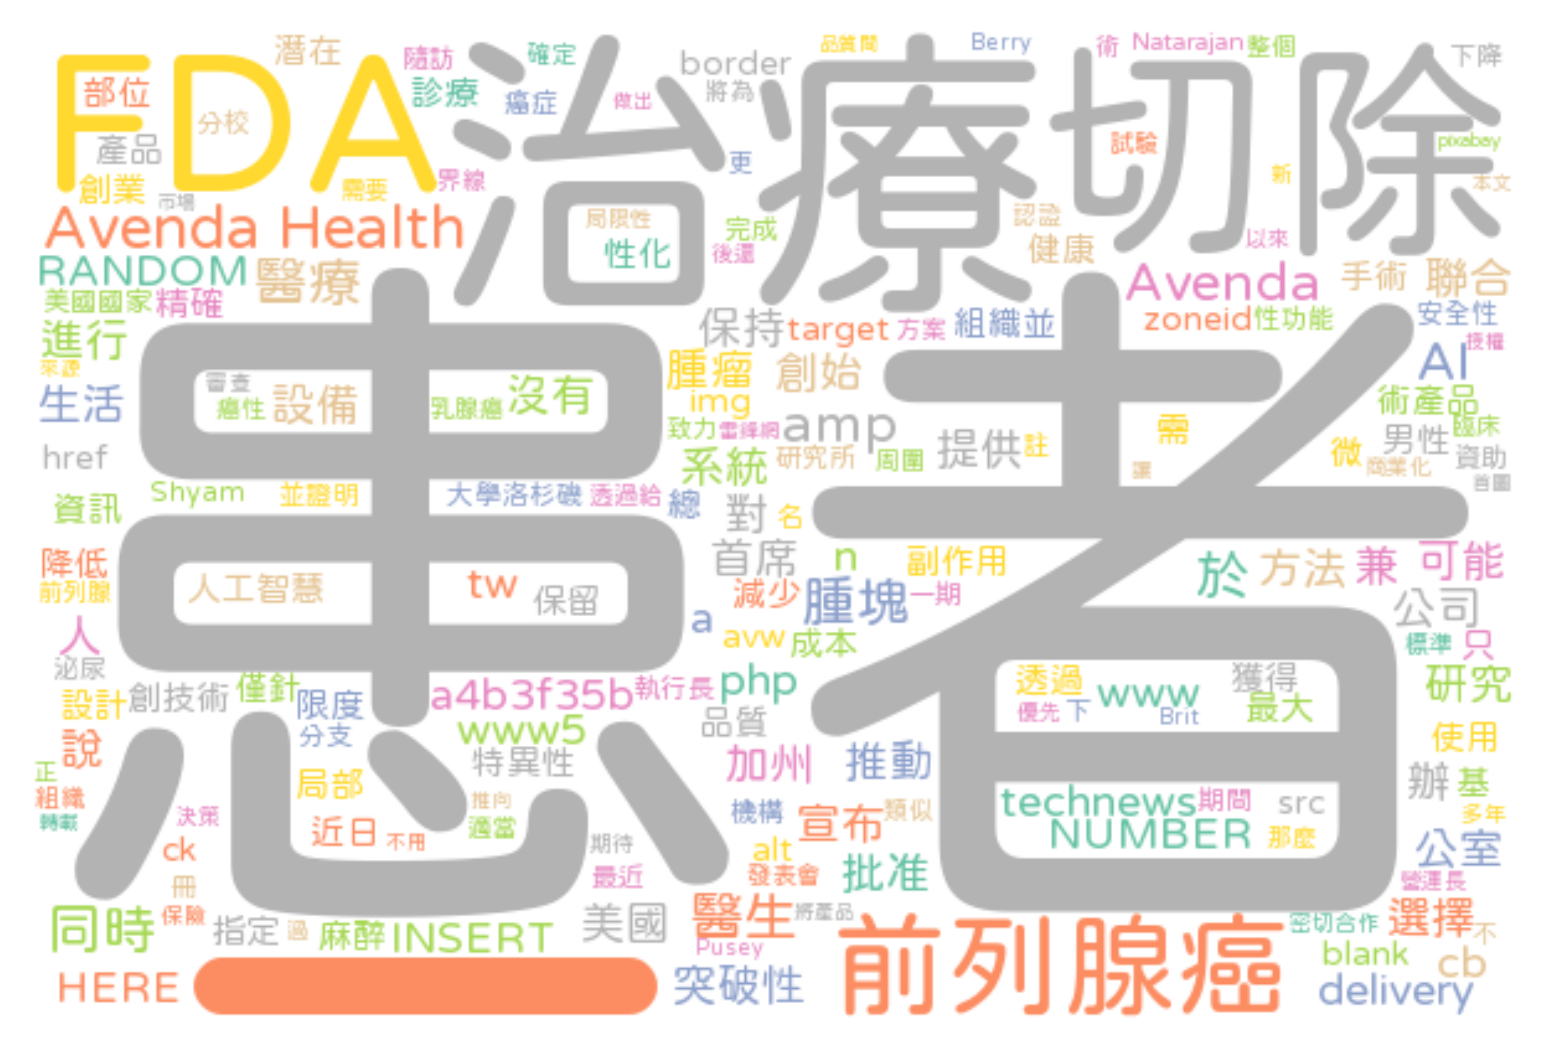 FDA
治療
切除
患者
前列腺癌
Avenda Health
潛在
隨訪
確定
border
品質
Berry
術
Natarajan
整個
下降
部位
診療
癌症
做出
將為
分校
產品
更
試驗
pixabay
創業
市場
需要
界線
新
本文
局限性
性化
完成
後還
認證
健康
以來
RANDOM
醫療
Avenda
手術
聯合
美國國家
精確
保持
target
方案
組織並
zoneid
性功能
安全性
授權
進行
來源
審查
癌性
設備
乳腺癌
沒有
腫瘤
創始
AI
生活
img
致力
雷鋒網
amp
需
術產品
臨床
href
系統
研究所
周圍
提供
註
讓
微
男性
商業化
資助
首圖
資訊
Shyam
並證明
大學洛杉磯
透過給
總
對
名
降低
前列腺
人工智慧
tw
保留
首席
n
副作用
於
方法
兼
可能
減少
腫塊
一期
公司
人
a
avw
成本
標準
只
泌尿
設計
創技術
僅針
限度
a4b3f35b
執行長
php
透過
www
獲得
研究
優先
下
Brit
最大
說
分支
www5
品質
使用
特異性
加州
推動
正
組織
轉載
局部
推向
適當
決策
機構
宣布
類似
technews
期間
src
辦
基
多年
近日
不用
NUMBER
那麼
ck
期待
alt
公室
冊
最近
發表會
批准
營運長
同時
保險
指定
過
麻醉
INSERT
美國
醫生
將產品
密切合作
選擇
不
Pusey
blank
cb
HERE
突破性
delivery